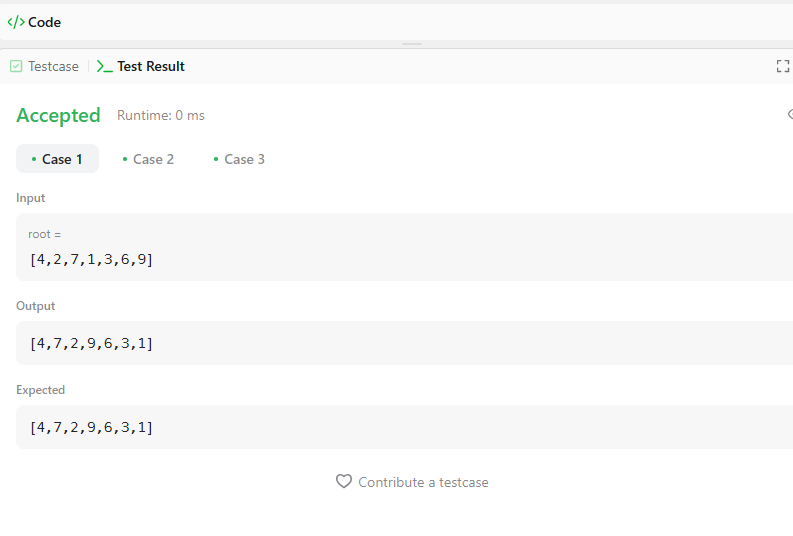 </> Code
Testcase
Test Result
Accepted
Runtime: 0 ms
Case 1
Case 2
Case 3
Input
root =
[4,2,7,1,3,6,9]
Output
[4,7,2,9,6,3,1]
Expected
[4,7,2,9,6,3,1]
Contribute a testcase